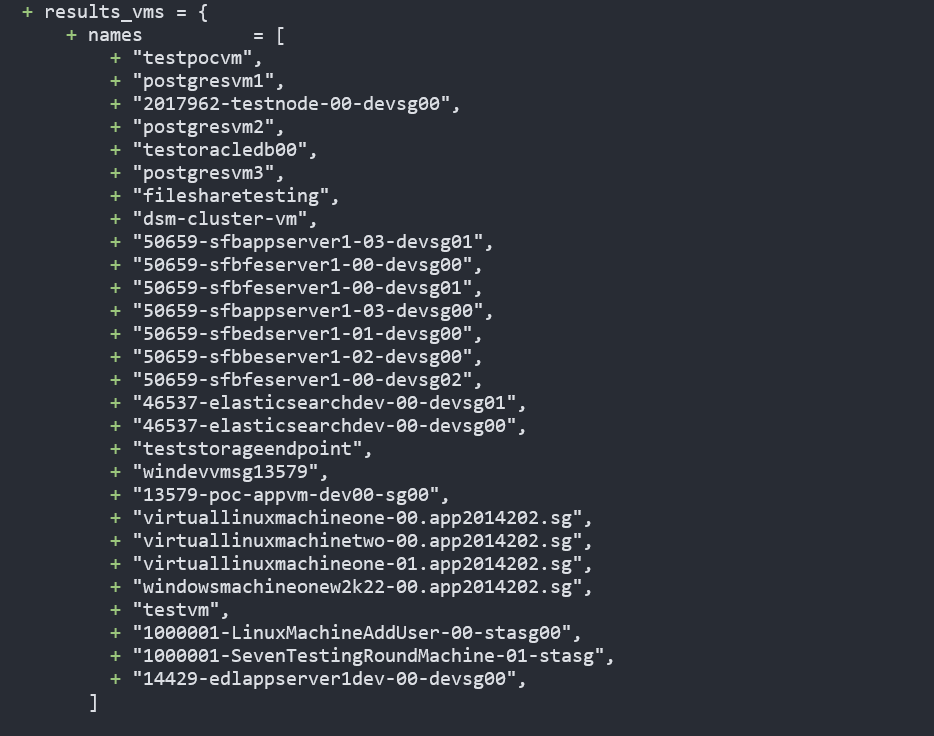 + results_vms = {
+ names = [
+ "testpocvm",
+ "postgresvm1",
+ "2017962-testnode-00-devsg00",
+ "postgresvm2",
+ "testoracledb00",
+ "postgresvm3",
+ "filesharetesting",
+ "dsm-cluster-vm",
+ "50659-sfbappserver1-03-devsg01",
+ "50659-sfbfeserver1-00-devsg00",
+ "50659-sfbfeserver1-00-devsg01",
+ "50659-sfbappserver1-03-devsg00",
+ "50659-sfbedserver1-01-devsg00",
+ "50659-sfbbeserver1-02-devsg00",
+ "50659-sfbfeserver1-00-devsg02",
+ "46537-elasticsearchdev-00-devsg01",
+ "46537-elasticsearchdev-00-devsg00",
+ "teststorageendpoint",
+ "windevvmsg13579",
+ "13579-poc-appvm-dev00-sg00",
+ "virtuallinuxmachineone-00.app2014202.sg",
+ "virtuallinuxmachinetwo-00.app2014202.sg",
+ "virtuallinuxmachineone-01.app2014202.sg",
+ "windowsmachineonew2k22-00.app2014202.sg",
+ "testvm",
+ "1000001-LinuxMachineAddUser-00-stasg00",
+ "1000001-SevenTestingRoundMachine-01-stasg",
+ "14429-edlappserver1dev-00-devsg00",
]